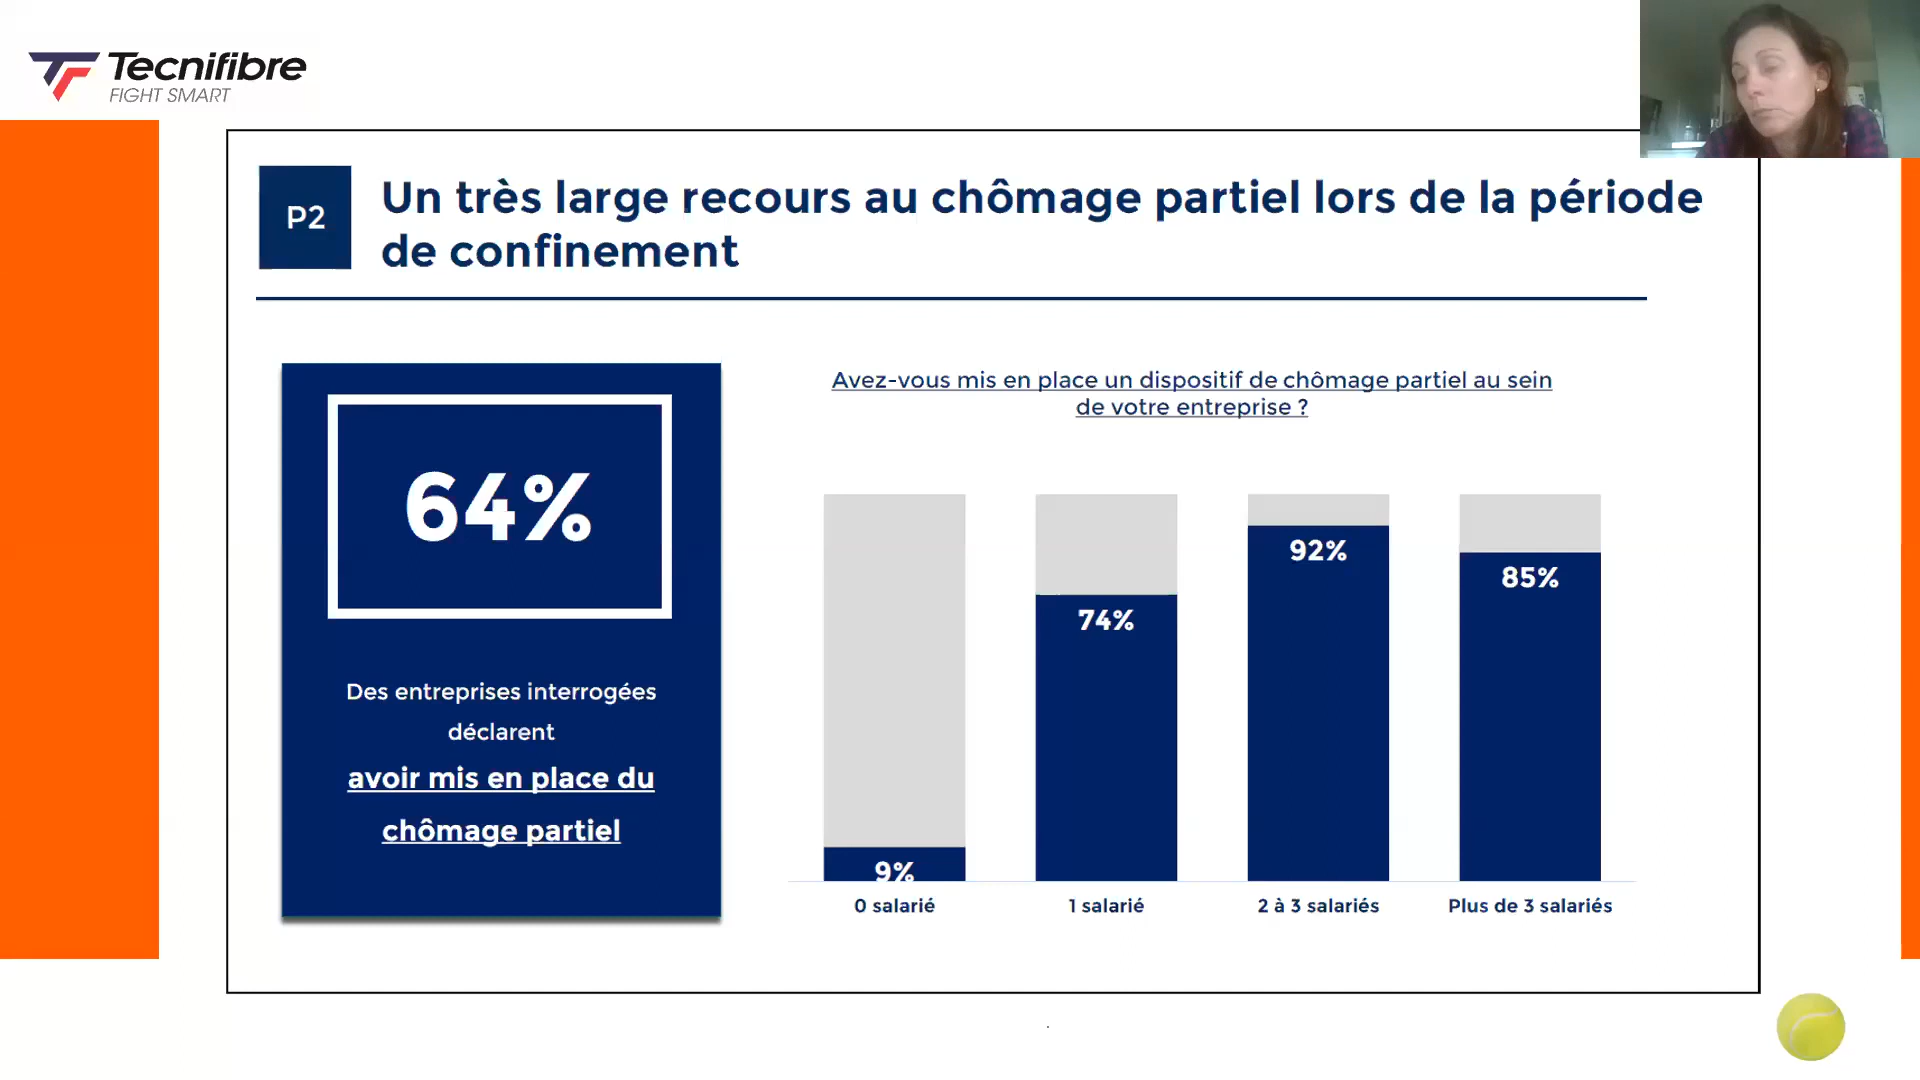 Tecnifibre
FIGHT SMART
P2
Un très large recours au chômage partiel lors de la période
de confinement
64%
Des entreprises interrogées
déclarent
avoir mis en place du
chômage partiel
Avez-vous mis en place un dispositif de chômage partiel au sein
de votre entreprise ?
9%
74%
92%
85%
0 salarié
1 salarié
2 à 3 salariés
Plus de 3 salariés